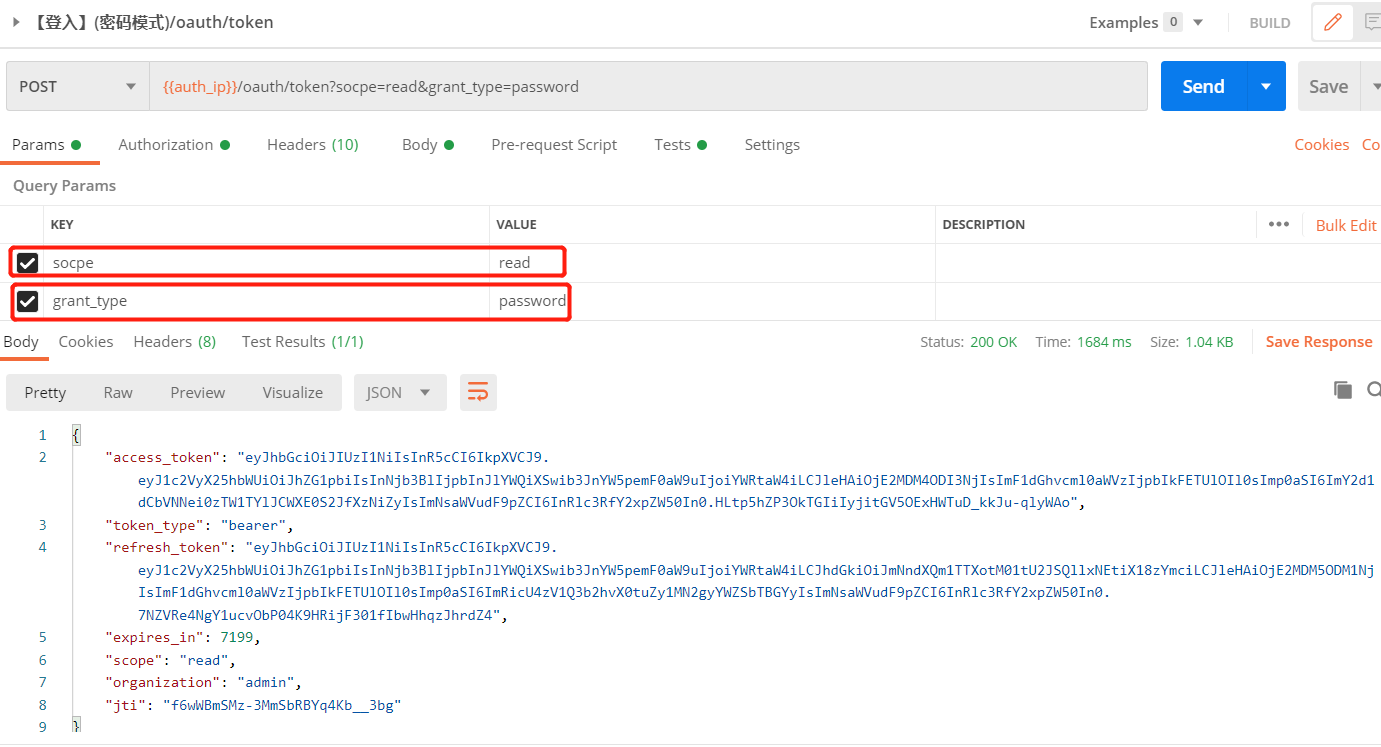 【登入】(密码模式)/oauth/token
Examples 0
BUILD
POST
{{auth_ip}}/oauth/token?socpe=read&grant_type=password
Send
Save
Params
Authorization
Headers (10)
Body
Pre-request Script
Tests
Settings
Cookies
Co
Query Params
KEY VALUE DESCRIPTION ••• Bulk Edit
socpe read
grant_type password
Body Cookies Headers (8) Test Results (1/1) Status: 200 OK Time: 1684 ms Size: 1.04 KB Save Response
Pretty Raw Preview Visualize JSON
1 {
2 "access_token": "eyJhbGciOiJIUzI1NiIsInR5cCI6IkpXVCJ9.
eyJ1c2VyX25hbWUiOiJhZG1pbiIsInNjb3BlIjpbInJlYWQiXSwib3JnYW5pemF0aW9uIjoiYWRtaW4iLCJleHAiOjE2MDM4ODI3NjIsImF1dGhvcml0aWVzIjpbIkFETUlOIl0sImp0aSI6ImY2d1
dCbVNNei0zTW1TYlJCWXE0S2JfXzNiZyIsImNsaWVudF9pZCI6InRlc3RfY2xpZW50In0.HLtp5hZP3OkTGIiIyjitGV5OExHWTuD_kkJu-qlyWAo",
3 "token_type": "bearer",
4 "refresh_token": "eyJhbGciOiJIUzI1NiIsInR5cCI6IkpXVCJ9.
eyJ1c2VyX25hbWUiOiJhZG1pbiIsInNjb3BlIjpbInJlYWQiXSwib3JnYW5pemF0aW9uIjoiYWRtaW4iLCJhdGkiOiJmNndXQm1TTXotM01tU2JSQllxNEtiX18zYmciLCJleHAiOjE2MDM5ODM1Nj
IsImF1dGhvcml0aWVzIjpbIkFETUlOIl0sImp0aSI6ImRicU4zV1Q3b2hvX0tuZy1MN2gyYWZSbTBGYyIsImNsaWVudF9pZCI6InRlc3RfY2xpZW50In0.
7NZVRe4NgY1ucvObP04K9HRijF301fIbwHhqzJhrdZ4",
5 "expires_in": 7199,
6 "scope": "read",
7 "organization": "admin",
8 "jti": "f6wWBmSMz-3MmSbRBYq4Kb__3bg"
9 }